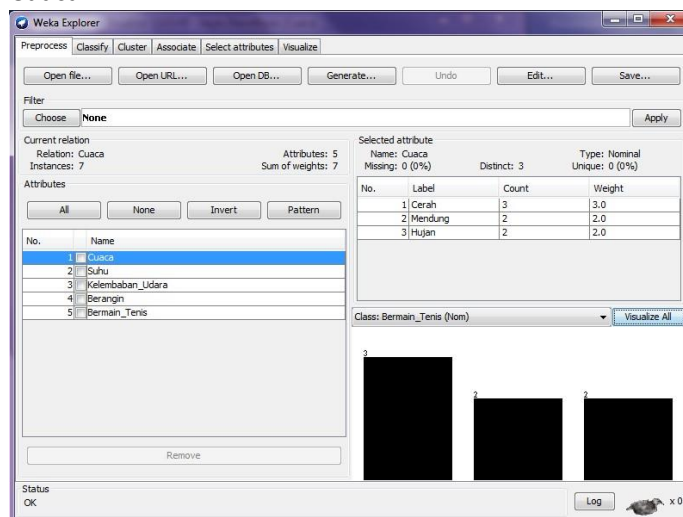 Weka Explorer
Preprocess Classify Cluster Associate Select attributes Visualize
Open file... Open URL... Open DB... Generate... Undo Edit... Save...
Filter
Choose None Apply
Current relation
Relation: Cuaca Attributes: 5
Instances: 7 Sum of weights: 7
Selected attribute
Name: Cuaca Type: Nominal
Missing: 0 (0%) Distinct: 3 Unique: 0 (0%)
Attributes
All None Invert Pattern
No. Name
1 Cuaca
2 Suhu
3 Kelembaban_Udara
4 Berangin
5 Bermain_Tenis
Remove
No. Label Count Weight
1 Cerah 3 3.0
2 Mendung 2 2.0
3 Hujan 2 2.0
Class: Bermain_Tenis (Nom) Visualize All
3
2
2
Status
OK
Log x 0